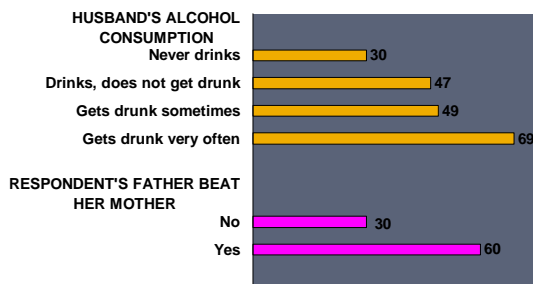 HUSBAND'S ALCOHOL
CONSUMPTION
Never drinks 30
Drinks, does not get drunk 47
Gets drunk sometimes 49
Gets drunk very often 69
RESPONDENT'S FATHER BEAT
HER MOTHER
No 30
Yes 60